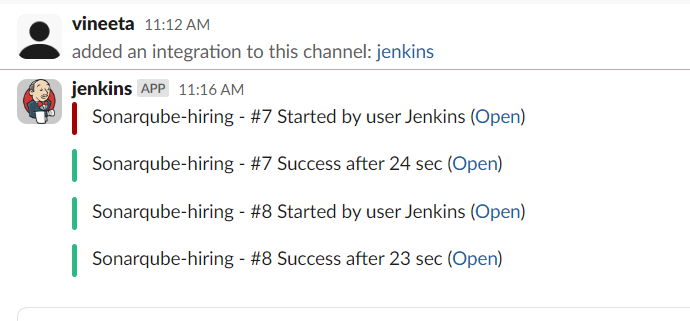 vineeta 11:12 AM
added an integration to this channel: jenkins
jenkins APP 11:16 AM
Sonarqube-hiring - #7 Started by user Jenkins (Open)
Sonarqube-hiring - #7 Success after 24 sec (Open)
Sonarqube-hiring - #8 Started by user Jenkins (Open)
Sonarqube-hiring - #8 Success after 23 sec (Open)